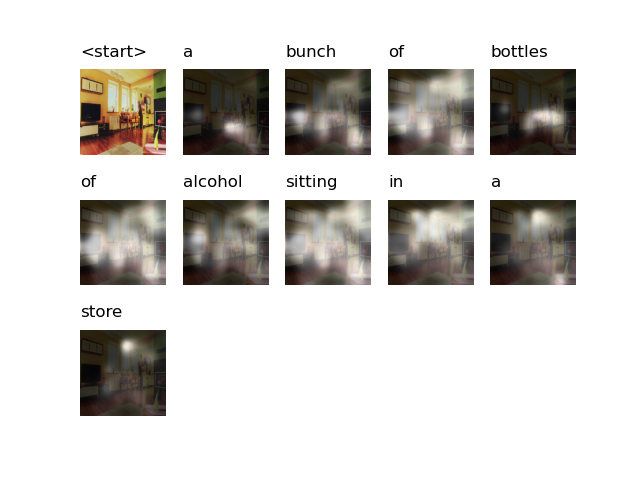 <start> a bunch of bottles
of alcohol sitting in a
store